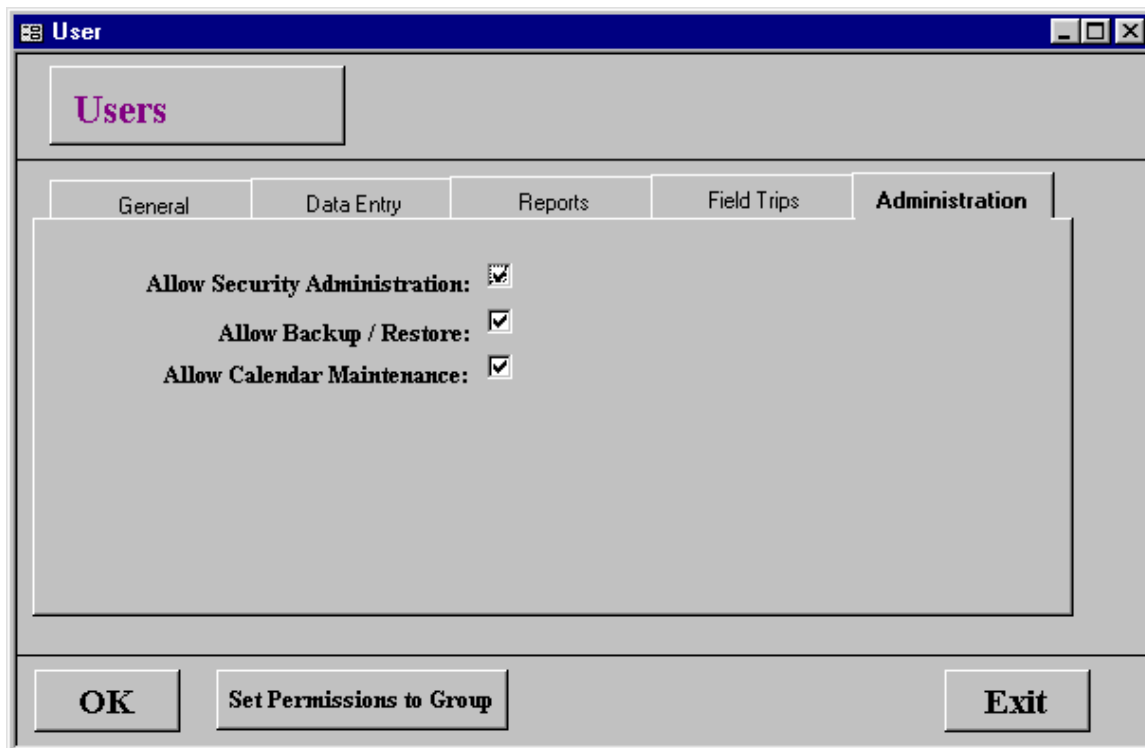 User
Users
General Data Entry Reports Field Trips Administration
Allow Security Administration:
Allow Backup / Restore:
Allow Calendar Maintenance:
OK Set Permissions to Group Exit